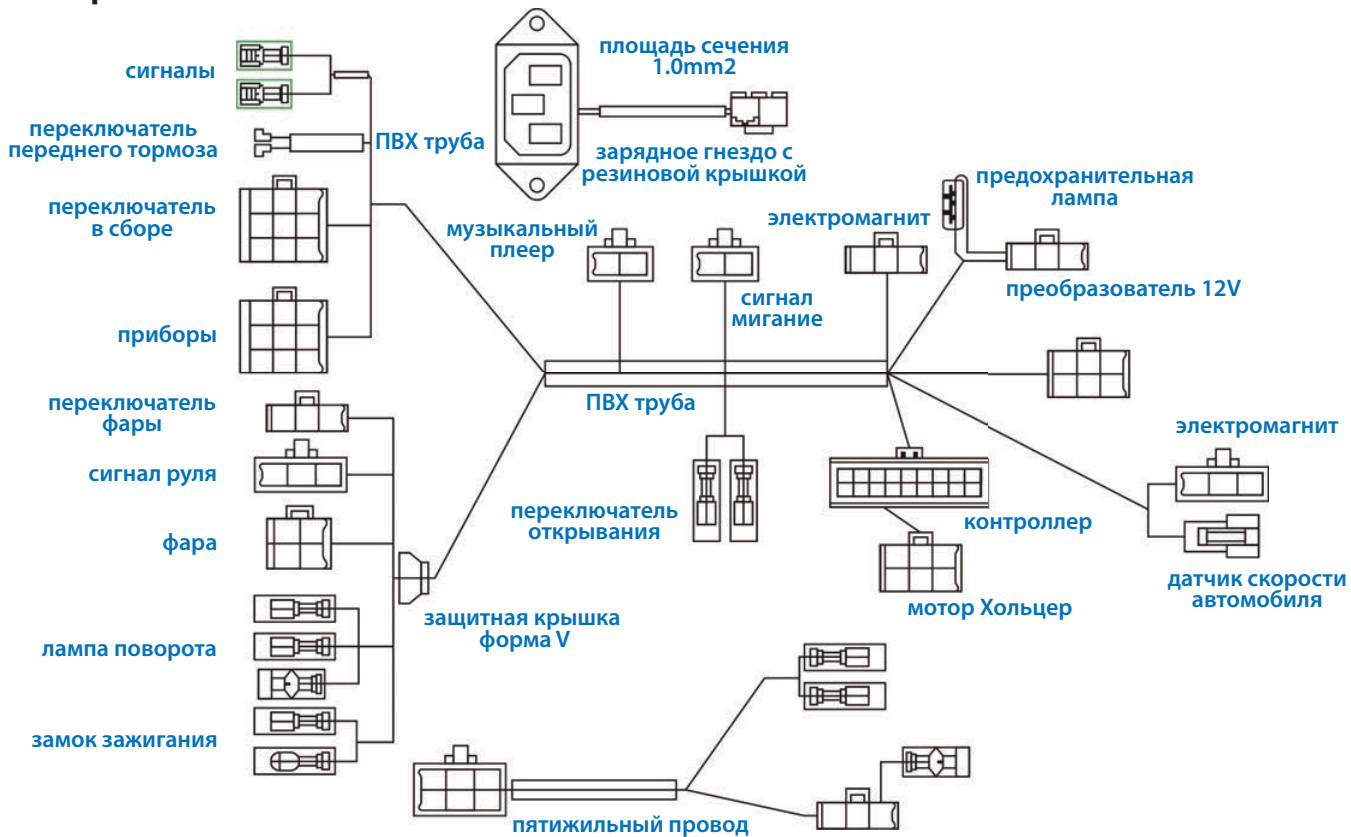 сигналы
переключатель
переднего тормоза
ПВХ труба
площадь сечения
1.0mm2
зарядное гнездо с
резиновой крышкой
переключатель
в сборе
музыкальный
плеер
электромагнит
предохранительная
лампа
преобразователь 12V
сигнал
мигание
приборы
переключатель
фары
ПВХ труба
электромагнит
сигнал руля
переключатель
открывания
контроллер
фара
мотор Хольцер
датчик скорости
автомобиля
защитная крышка
форма V
лампа поворота
замок зажигания
пятижильный провод